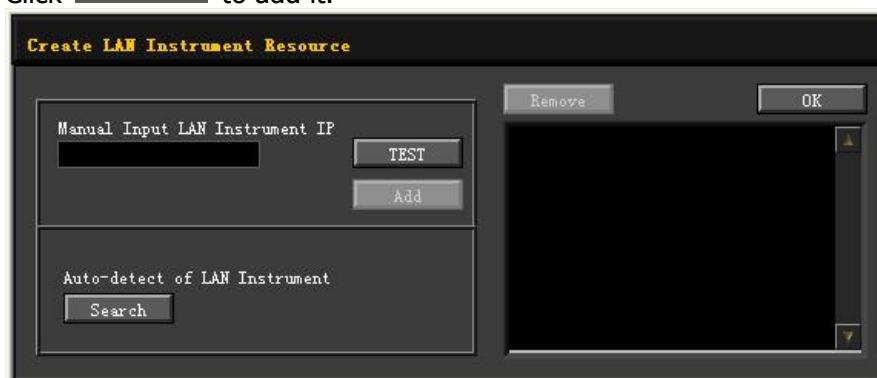 Click to add it.
Create LAN Instrument Resource
Remove
OK
Manual Input LAN Instrument IP
TEST
Add
Auto-detect of LAN Instrument
Search